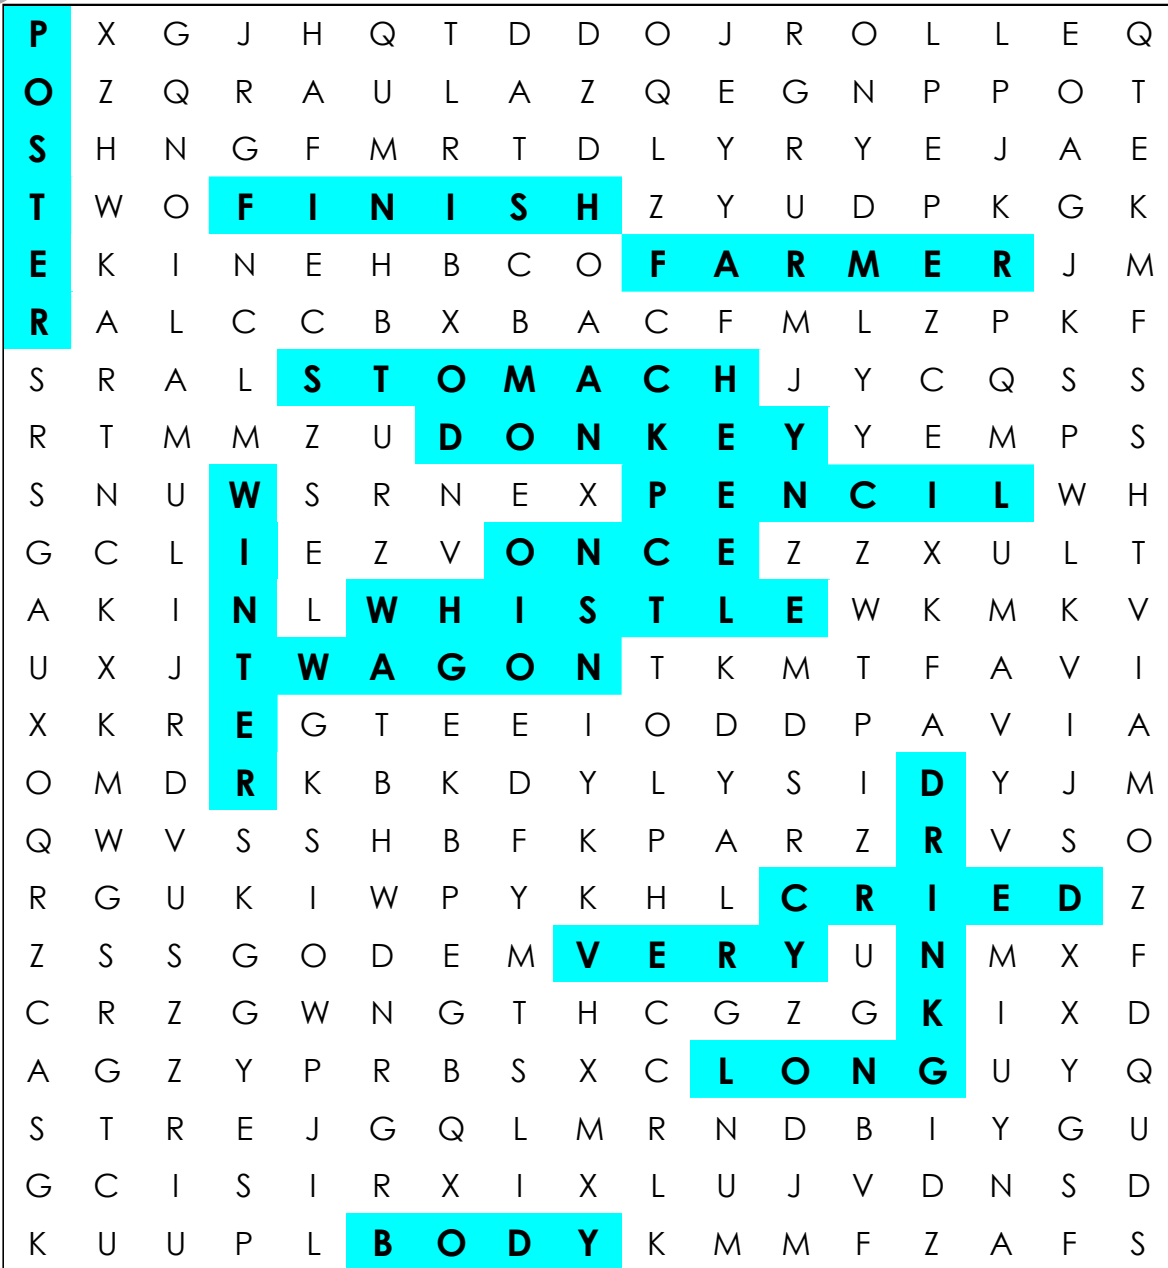 P X G J H Q T D D O J R O L L E Q
O Z Q R A U L A Z Q E G N P P O T
S H N G F M R T D L Y R Y E J A E
T W O F I N I S H Z Y U D P K G K
E K I N E H B C O F A R M E R J M
R A L C C B X B A C F M L Z P K F
S R A L S T O M A C H J Y C Q S S
R T M M Z U D O N K E Y Y E M P S
S N U W S R N E X P E N C I L W H
G C L I E Z V O N C E Z Z X U L T
A K I N L W H I S T L E W K M K V
U X J T W A G O N T K M T F A V I
X K R E G T E E I O D D P A V I A
O M D R K B K D Y L Y S I D Y J M
Q W V S S H B F K P A R Z R V S O
R G U K I W P Y K H L C R I E D Z
Z S S G O D E M V E R Y U N M X F
C R Z G W N G T H C G Z G K I X D
A G Z Y P R B S X C L O N G U Y Q
S T R E J G Q L M R N D B I Y G U
G C I S I R X I X L U J V D N S D
K U U P L B O D Y K M M F Z A F S